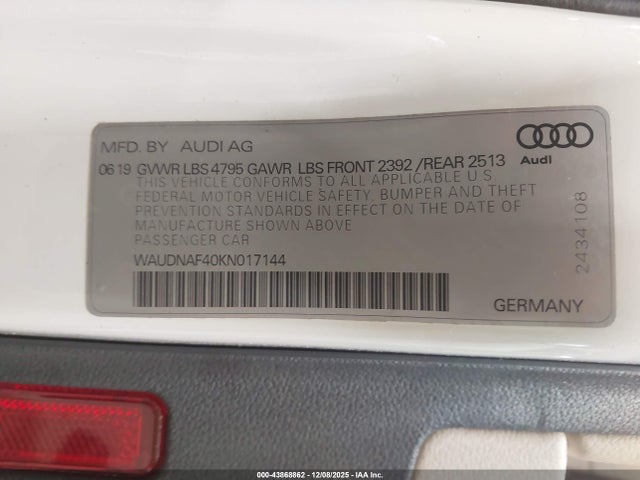 MFD. BY AUDI AG
06 19 GVWR LBS 4795 GAWR LBS FRONT 2392 /REAR 2513
Audi
THIS VEHICLE CONFORMS TO ALL APPLICABLE U.S
FEDERAL MOTOR VEHICLE SAFETY, BUMPER AND THEFT
PREVENTION STANDARDS IN EFFECT ON THE DATE OF
MANUFACTURE SHOWN ABOVE
PASSENGER CAR
WAUDNAF40KN017144
2434108
GERMANY
000-43868862 - 12/08/2025 - IAA Inc.